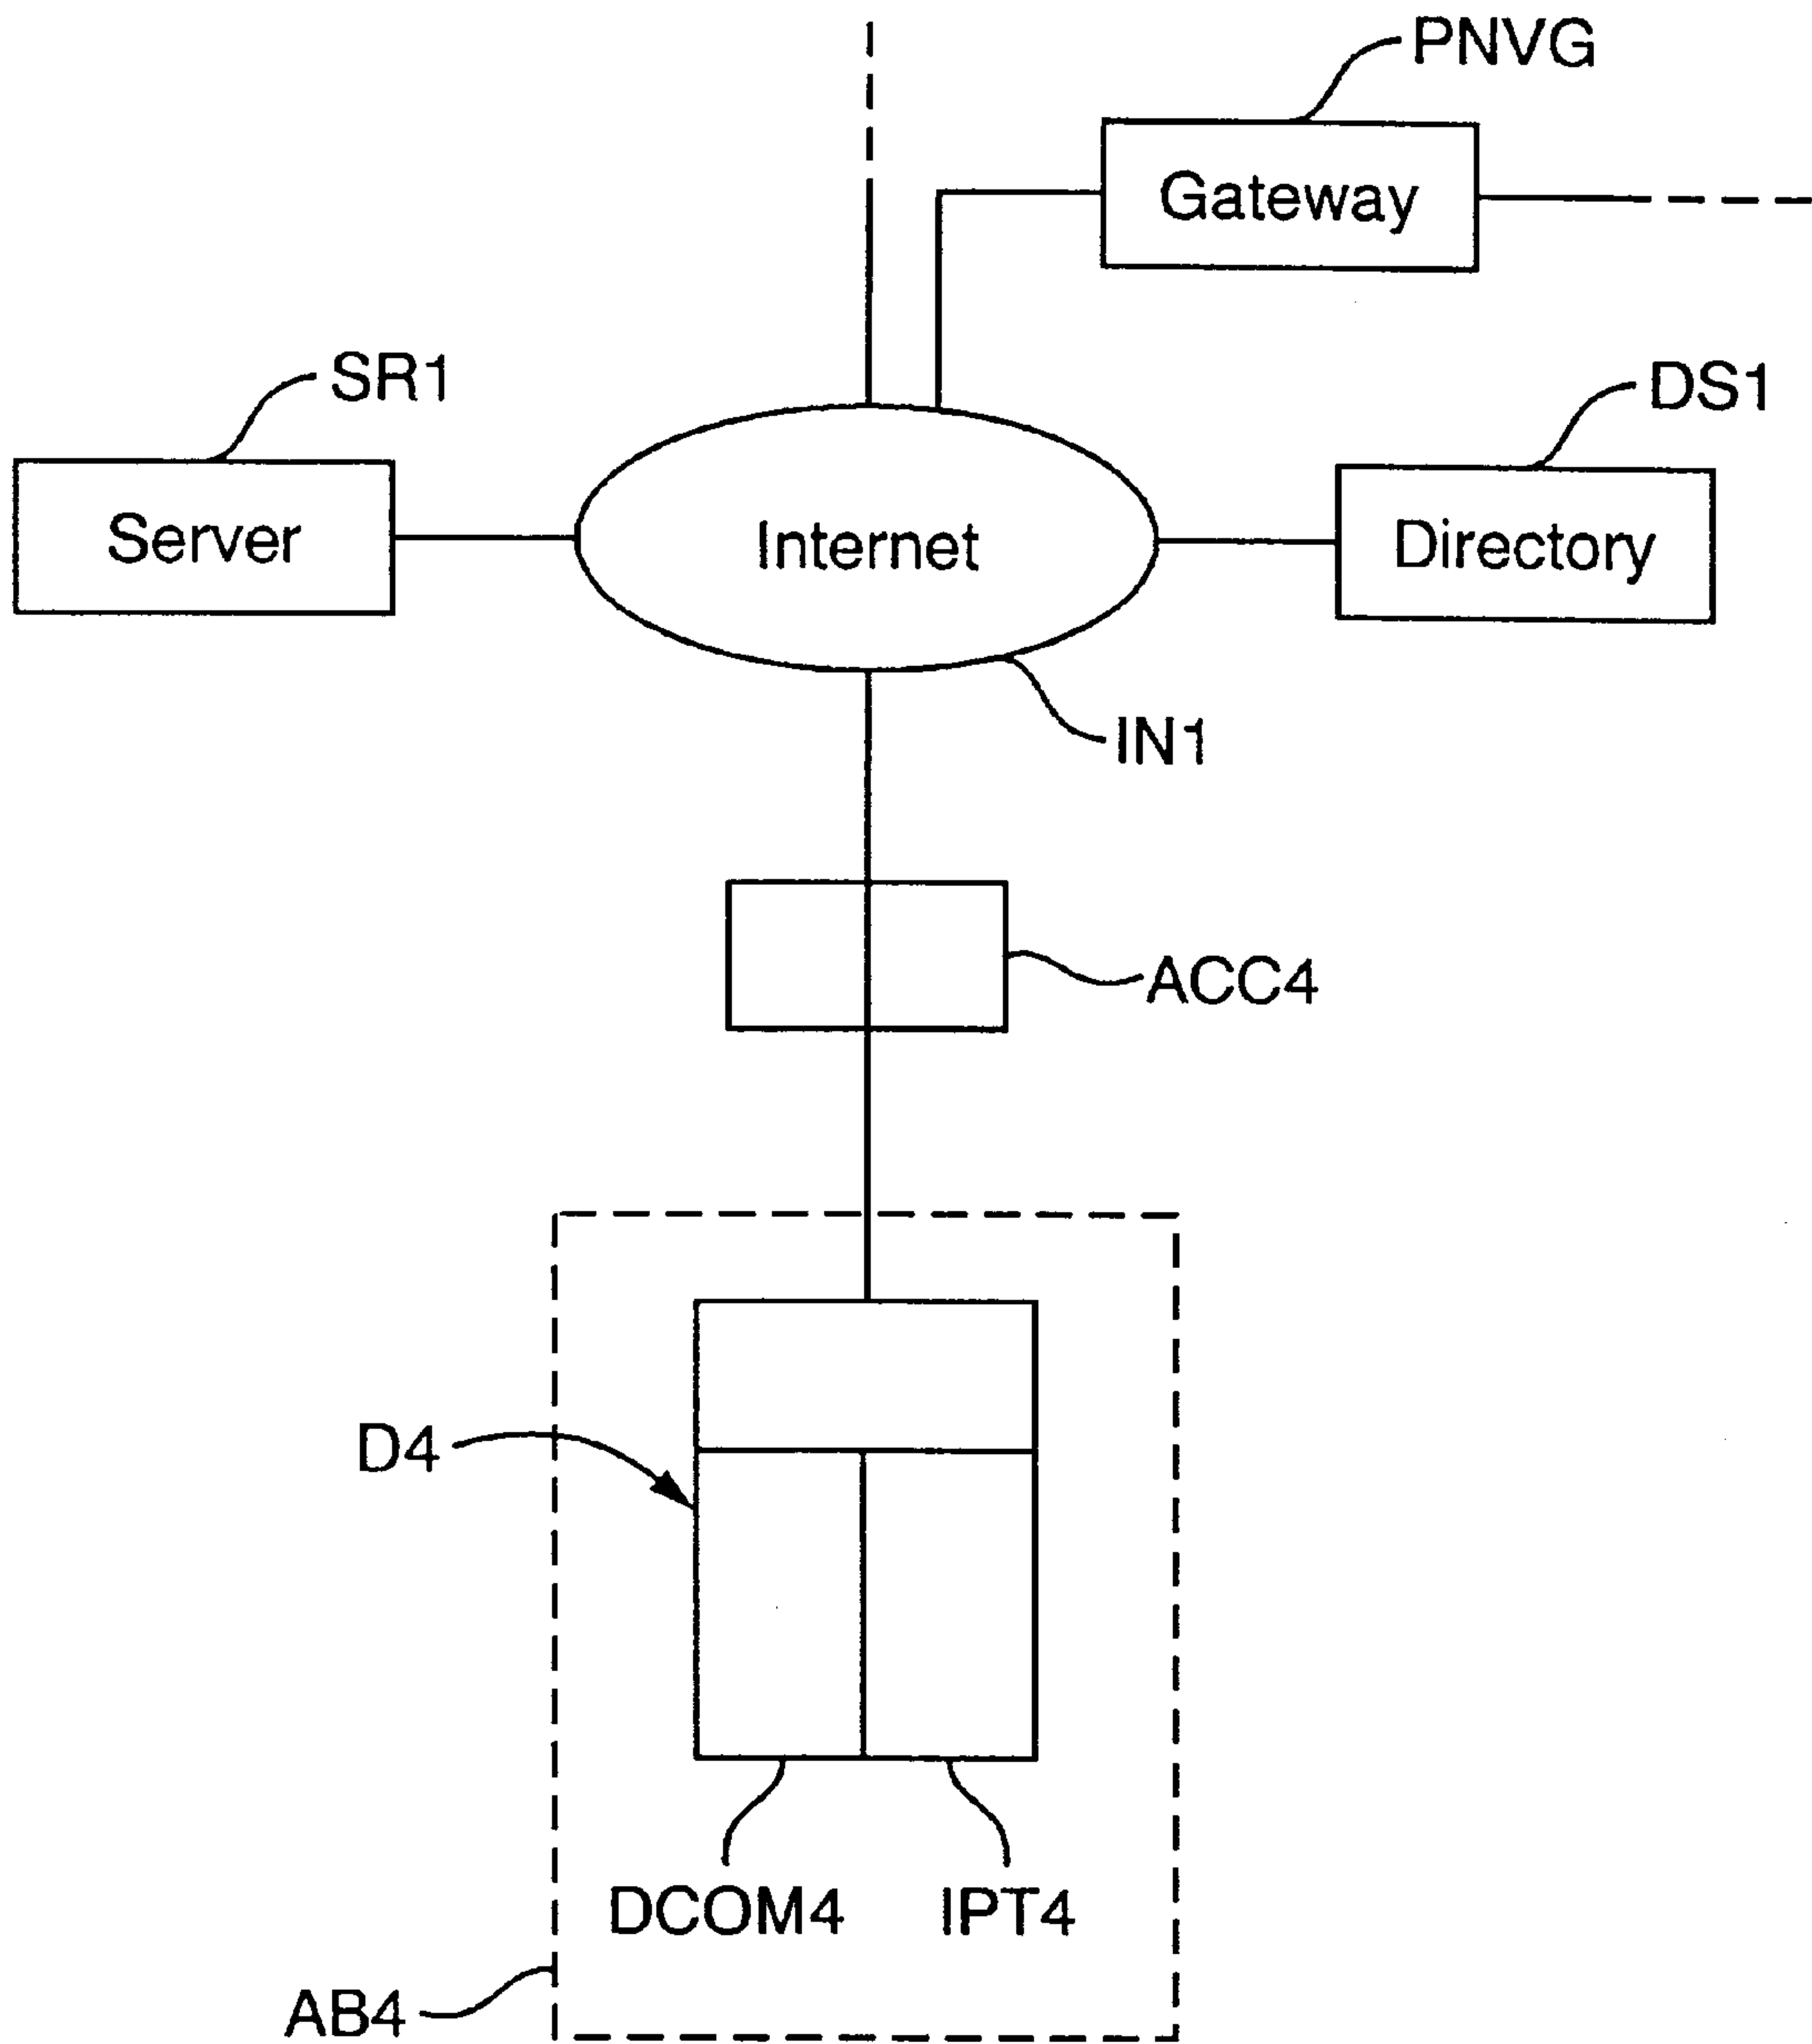 PNVG
Gateway
SR1
DS1
Server
Internet
Directory
IN1
ACC4
D4
DCOM4
IPT4
AB4